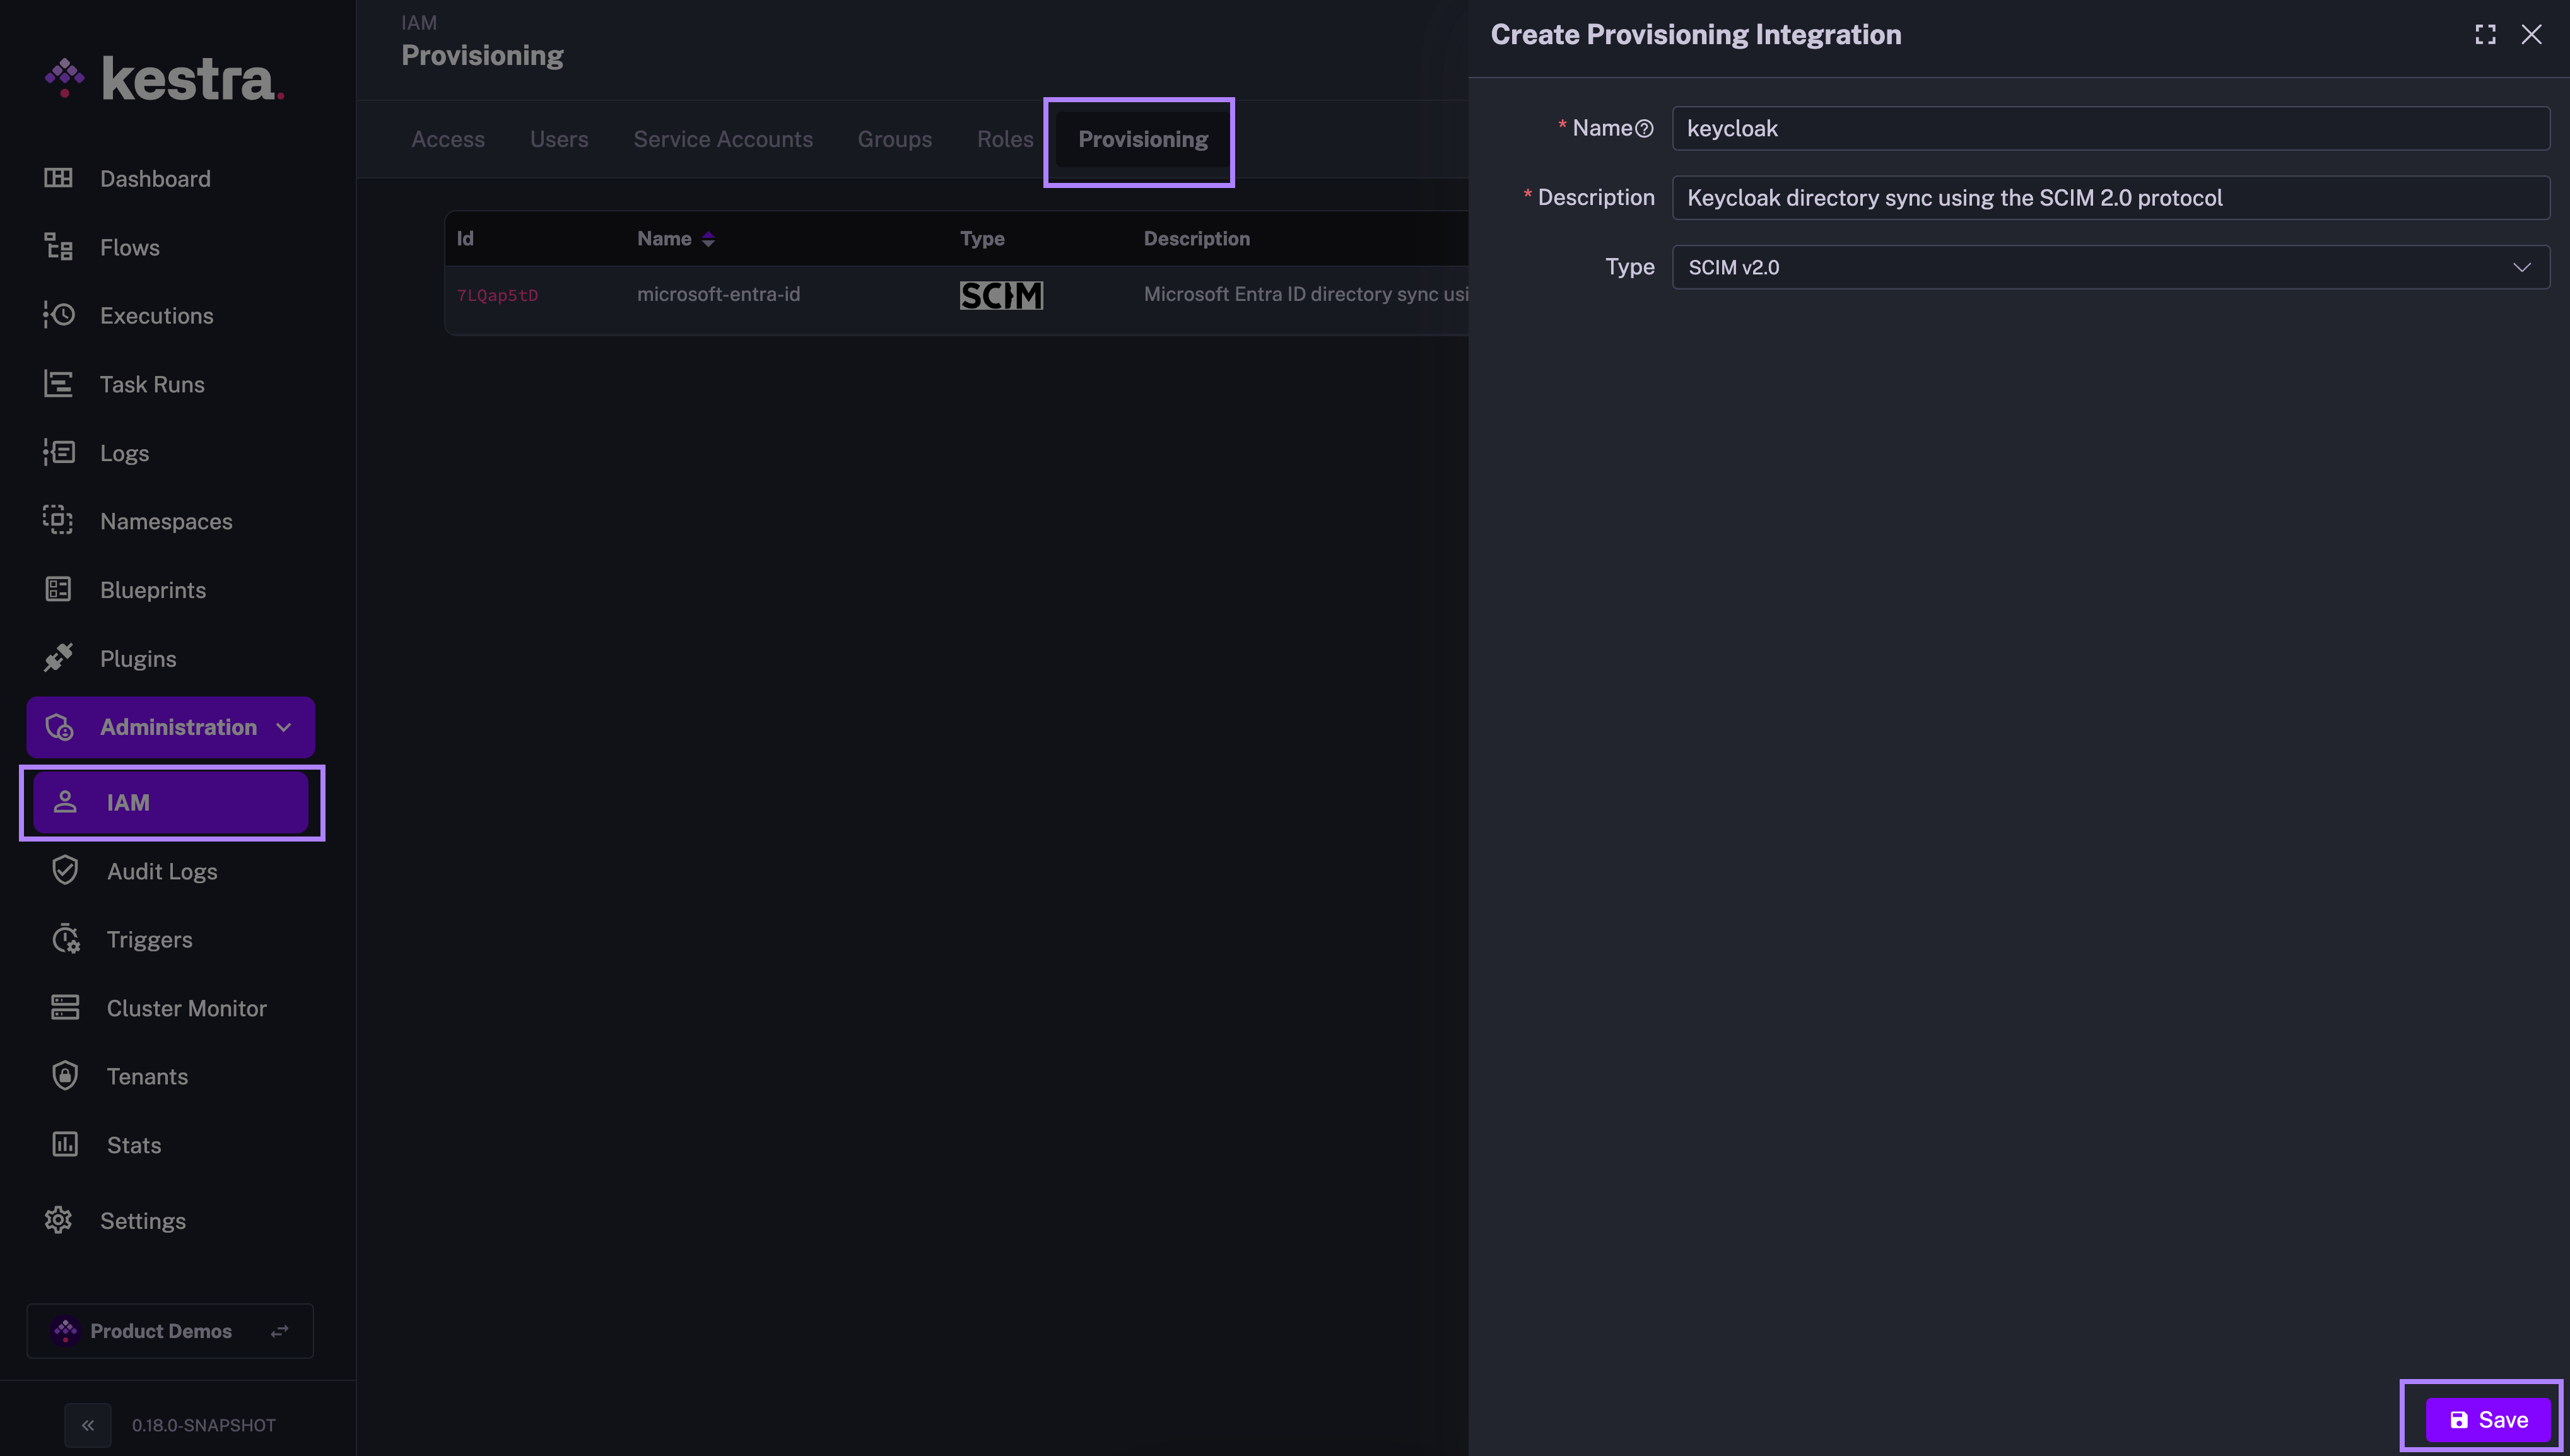 kestra.
Dashboard
Flows
Executions
Task Runs
Logs
Namespaces
Blueprints
Plugins
Administration
IAM
Audit Logs
Triggers
Cluster Monitor
Tenants
Stats
Settings
Product Demos
0.18.0-SNAPSHOT
IAM
Provisioning
Access Users Service Accounts Groups Roles Provisioning
Id Name Type Description
7LQap5tD microsoft-entra-id SCIM Microsoft Entra ID directory sync usi
Create Provisioning Integration
* Name keycloak
* Description Keycloak directory sync using the SCIM 2.0 protocol
Type SCIM v2.0
Save